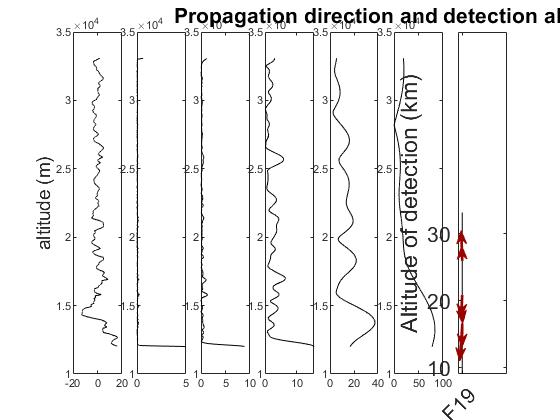 Propagation direction and detection al
3.5 ×10⁴ 3.5 3.5 ×10 3.5 3.5 ×10 3.5 ×10⁴
3 3 3 3 3 3
2.5 2.5 2.5 2.5 2.5 2.5
2 2 2 2 2 2
1.5 1.5 1.5 1.5 1.5 1.5
1 1 1 1 1 1
-20 0 20 0 5 0 5 10 0 10 0 20 40 0 50 100
altitude (m)
Altitude of detection (km)
30
20
10
F19